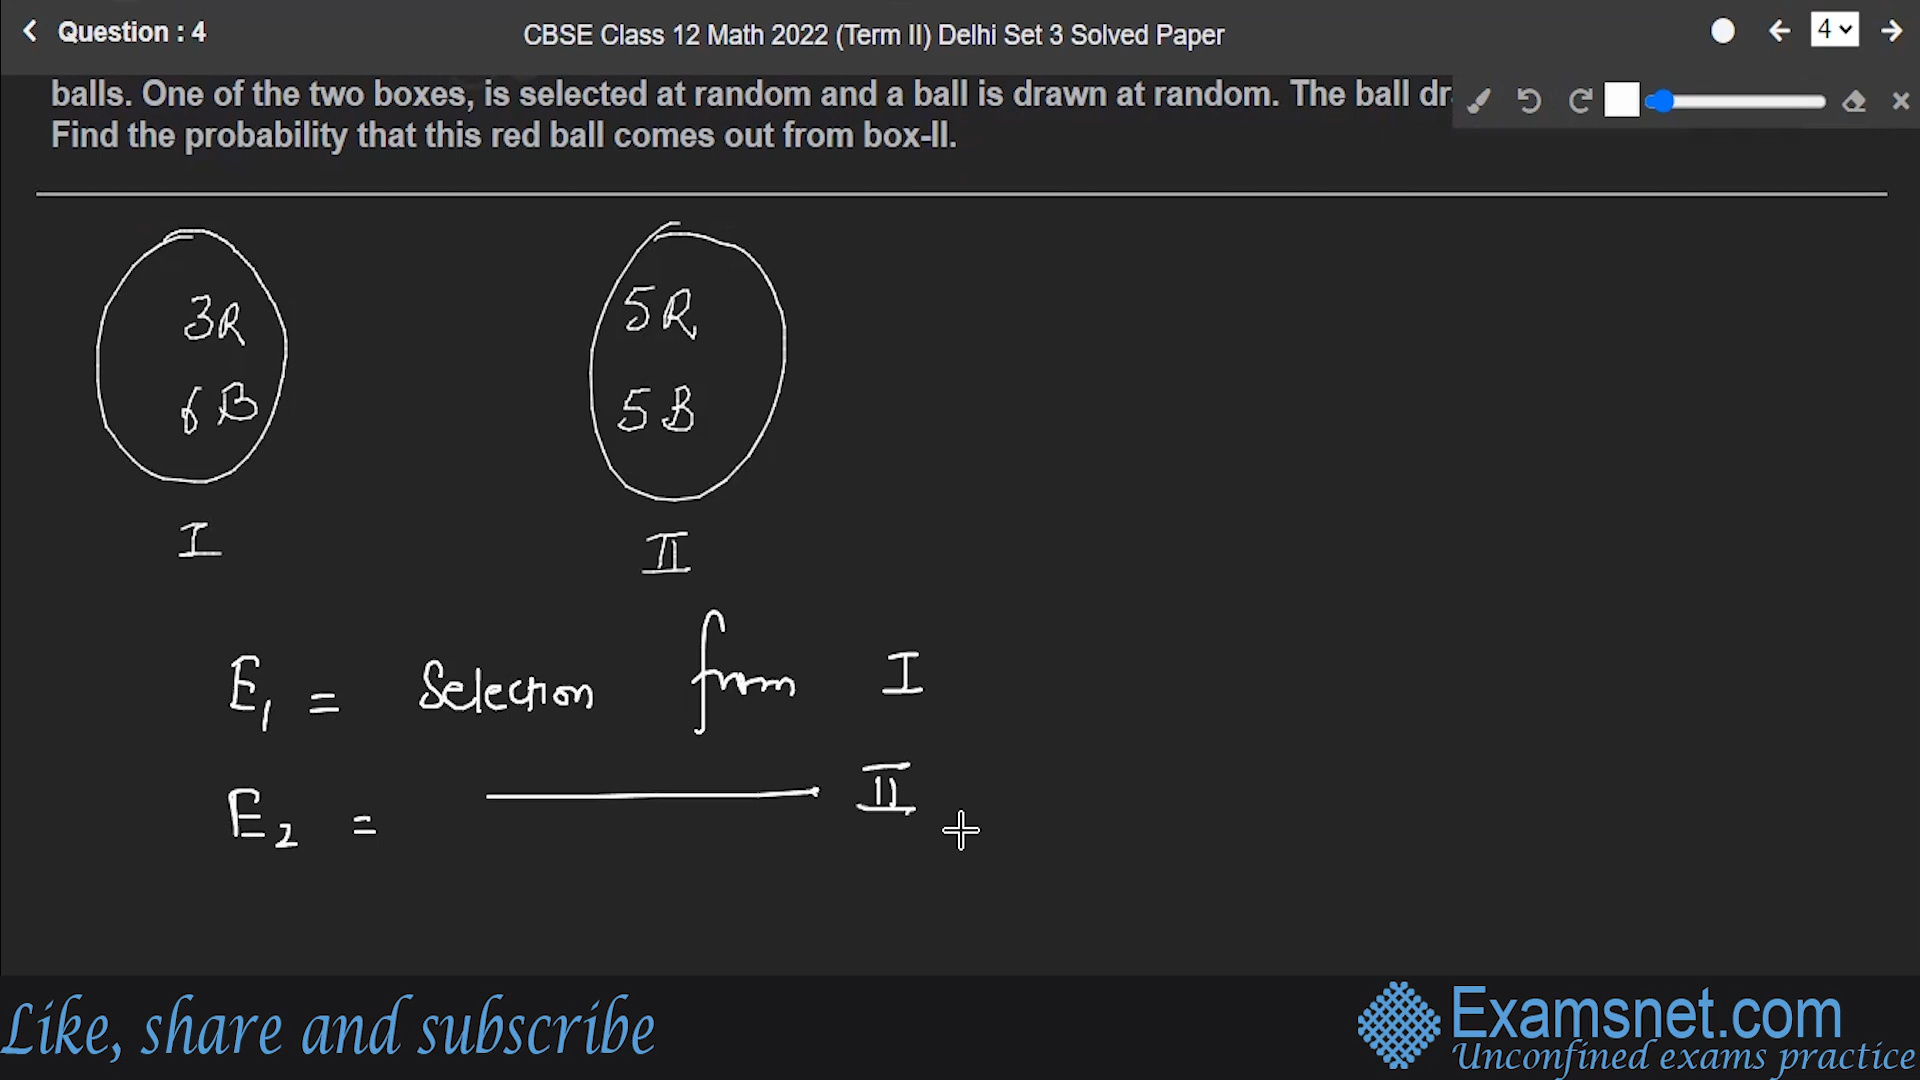 Question : 4
CBSE Class 12 Math 2022 (Term II) Delhi Set 3 Solved Paper
4
balls. One of the two boxes, is selected at random and a ball is drawn at random. The ball
Find the probability that this red ball comes out from box-II.
3R
5R
6B
5B
I
II
E1 = Selection from I
E2 = II
Like, share and subscribe
Examsnet.com
Unconfined exams practice